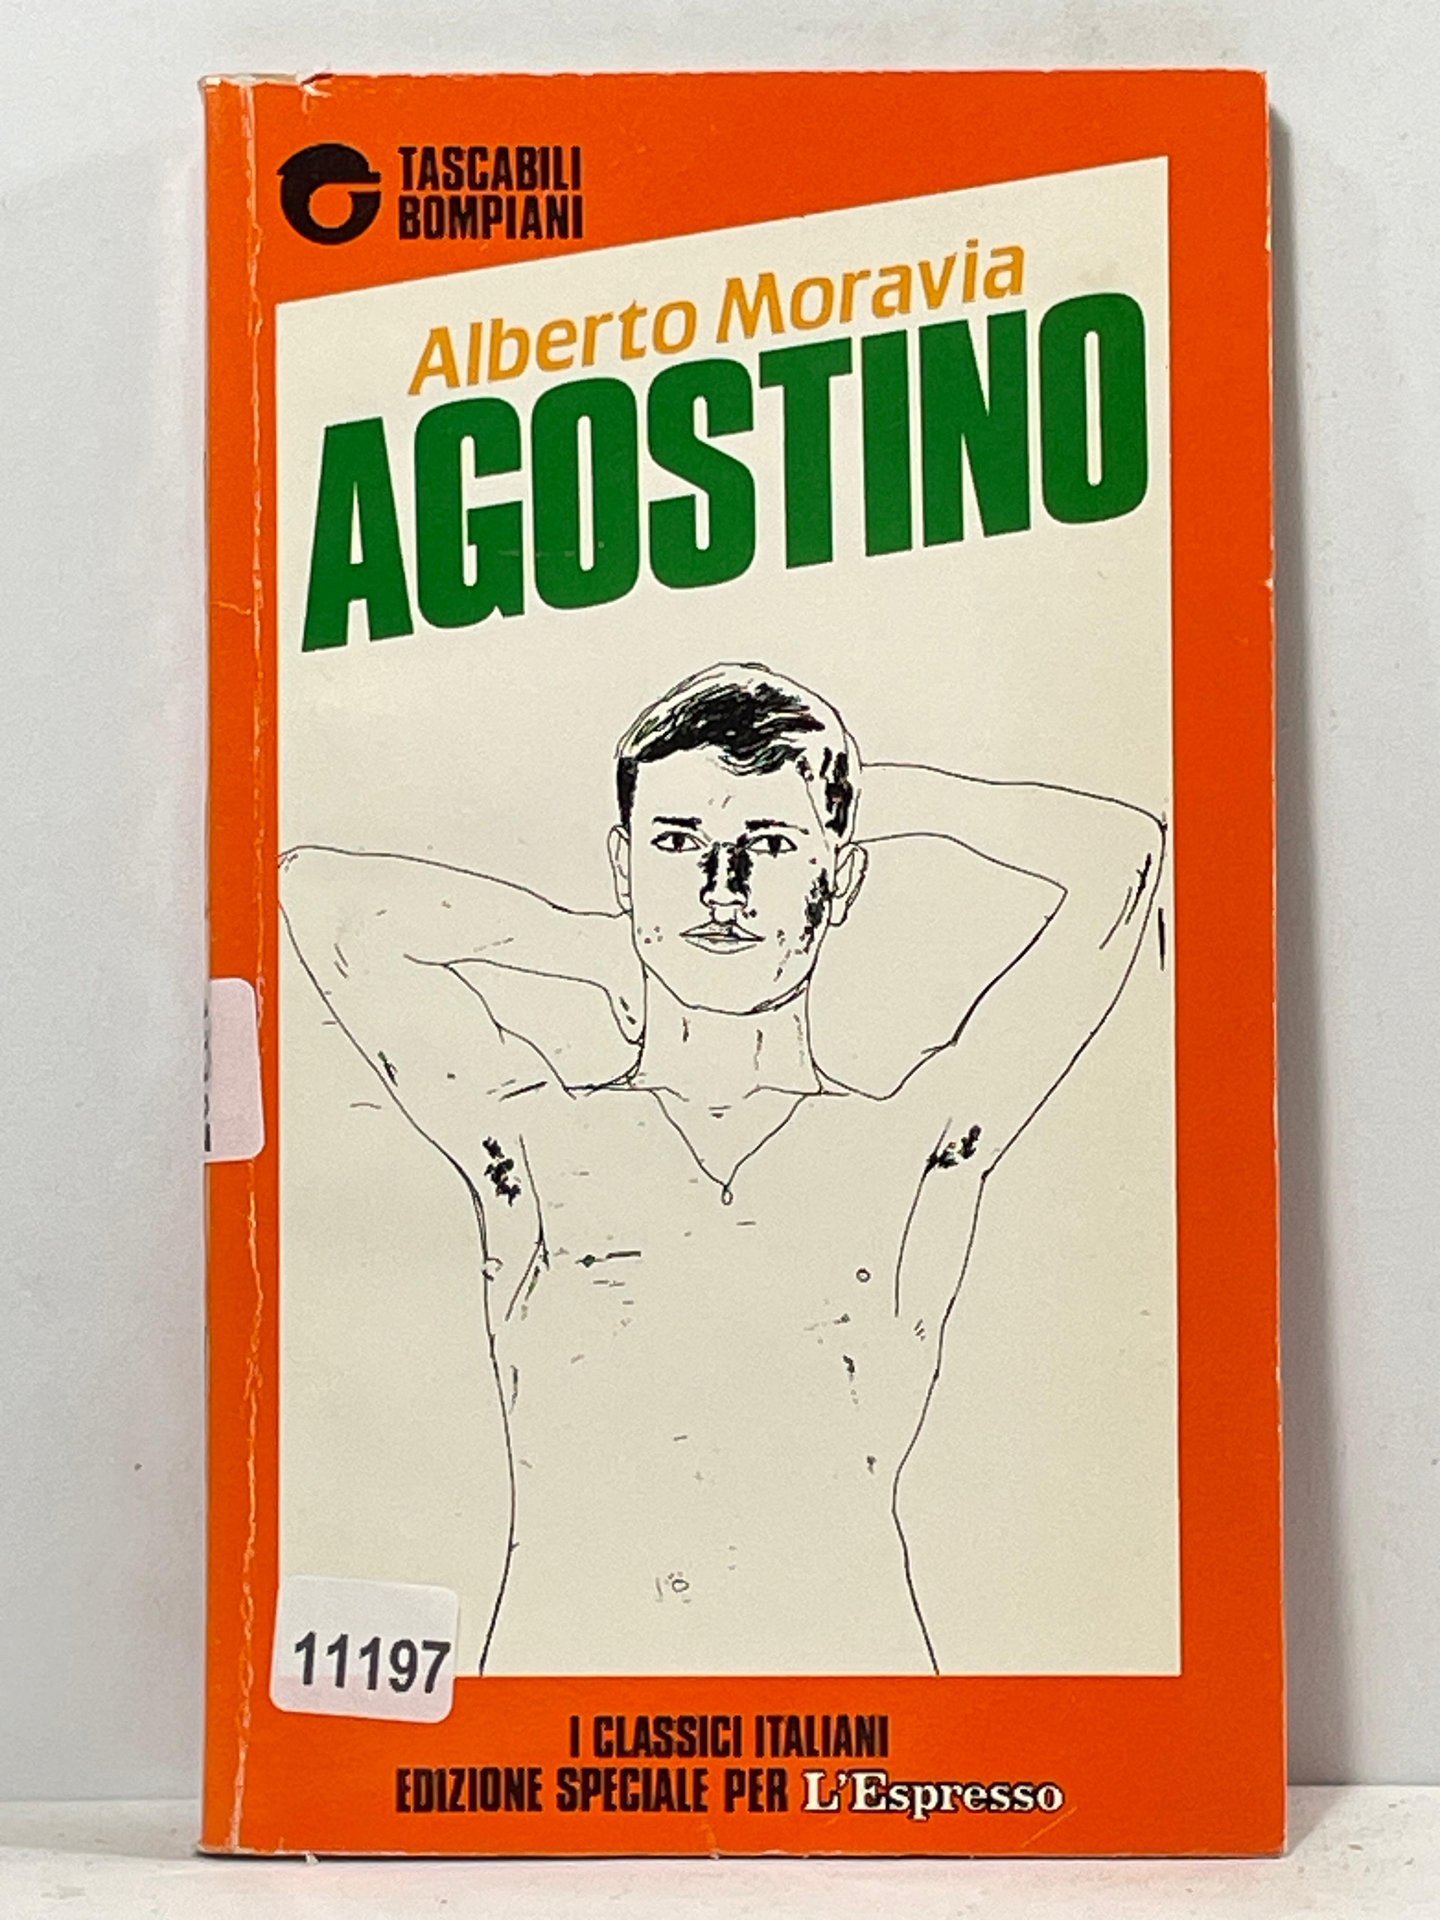 TASCABILI
BOMPIANI
Alberto Moravia
AGOSTINO
11197
I CLASSICI ITALIANI
EDIZIONE SPECIALE PER L'Espresso